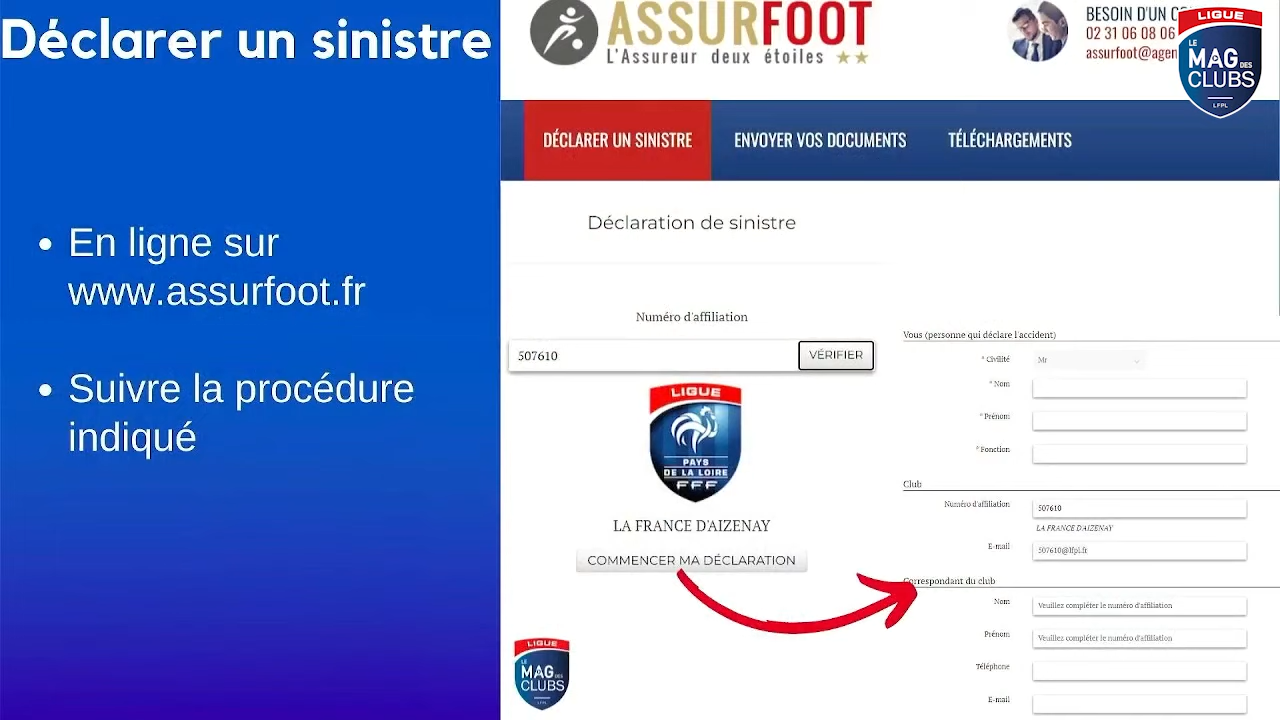 Déclarer un sinistre
En ligne sur
www.assurfoot.fr
Suivre la procédure
indiqué
ASSURFOOT
L'Assureur deux étoiles
BESOIN D'UN
02 31 06 08 06
assurfoot@agen
LIGUE
LE
MAG DES
CLUBS
LFPL
DÉCLARER UN SINISTRE
ENVOYER VOS DOCUMENTS
TÉLÉCHARGEMENTS
Déclaration de sinistre
Numéro d'affiliation
507610
VÉRIFIER
LIGUE
PAYS
DE LA LOIRE
FFF
LA FRANCE D'AIZENAY
COMMENCER MA DÉCLARATION
LIGUE
LE
MAG DES
CLUBS
Vous (personne qui déclare l'accident)
* Civilité
Mr
* Nom
* Prénom
* Fonction
Club
Numéro d'affiliation
507610
LA FRANCE D'AIZENAY
E-mail
507610@lfpl.fr
Correspondant du club
Nom
Veuillez compléter le numéro d'affiliation
Prénom
Veuillez compléter le numéro d'affiliation
Téléphone
E-mail